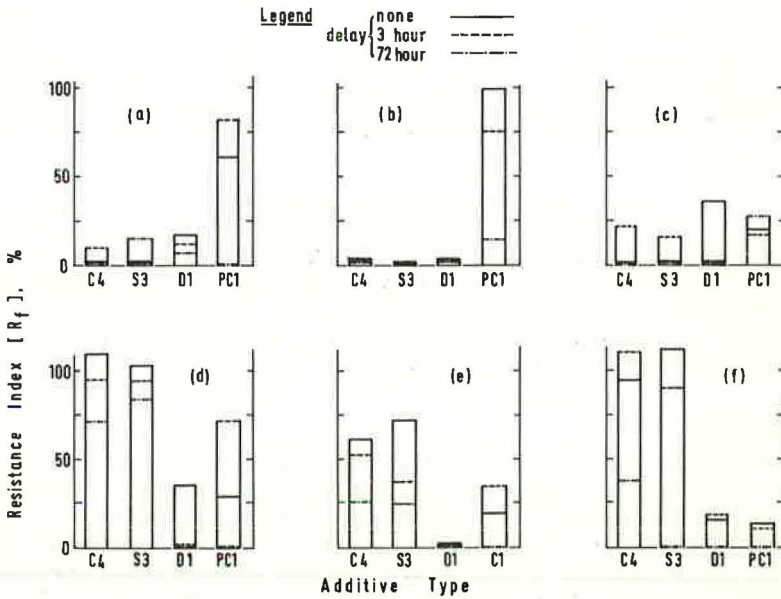 Legend
delay { none
3 hour
72 hour
Resistance Index [Rf], %
100
50
0
(a)
C4 S3 D1 PC1
(b)
C4 S3 D1 PC1
(c)
C4 S3 D1 PC1
100
50
0
(d)
C4 S3 D1 PC1
(e)
C4 S3 D1 C1
(f)
C4 S3 D1 PC1
Additive Type